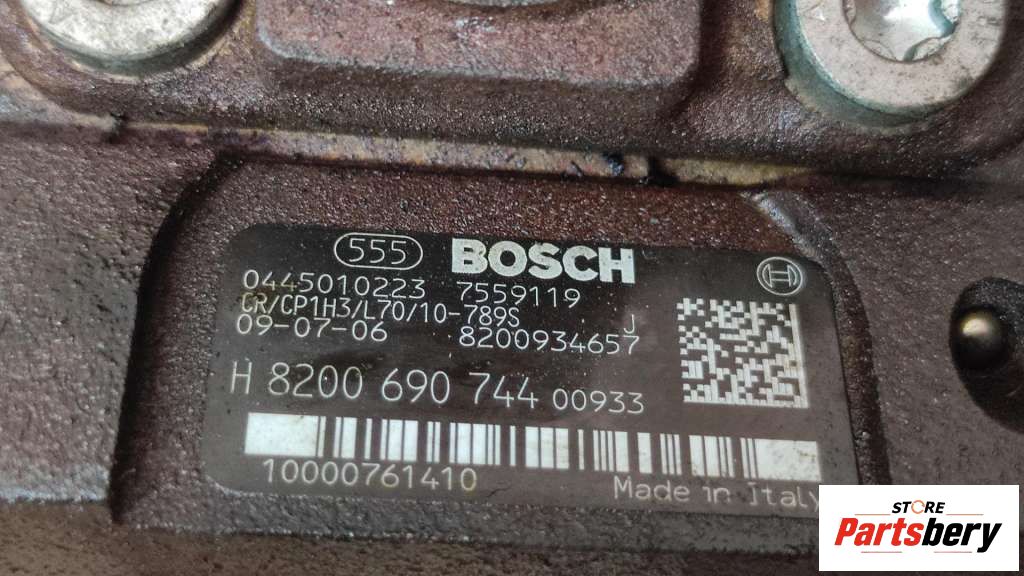 555 BOSCH
0445010223 7559119
CR/CP1H3/L70/10-789S J
09-07-06 8200934657
H 8200 690 744 00933
10000761410 Made in Italy
STORE
Partsbery